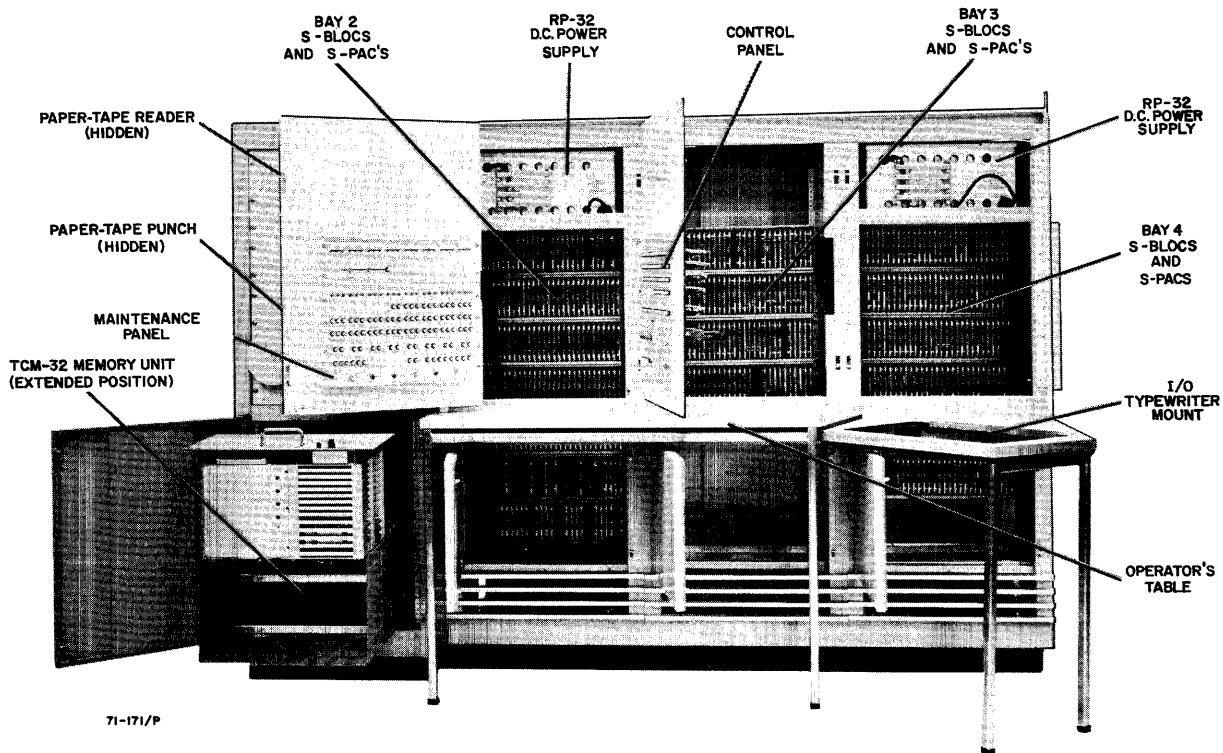 BAY 2
S-BLOCS
AND S-PAC'S
RP-32
D.C. POWER
SUPPLY
CONTROL
PANEL
BAY 3
S-BLOCS
AND S-PAC'S
RP-32
D.C. POWER
SUPPLY
PAPER-TAPE READER
(HIDDEN)
PAPER-TAPE PUNCH
(HIDDEN)
MAINTENANCE
PANEL
TCM-32 MEMORY UNIT
(EXTENDED POSITION)
BAY 4
S-BLOCS
AND
S-PACS
I/O
TYPEWRITER
MOUNT
OPERATOR'S
TABLE
71-171/P